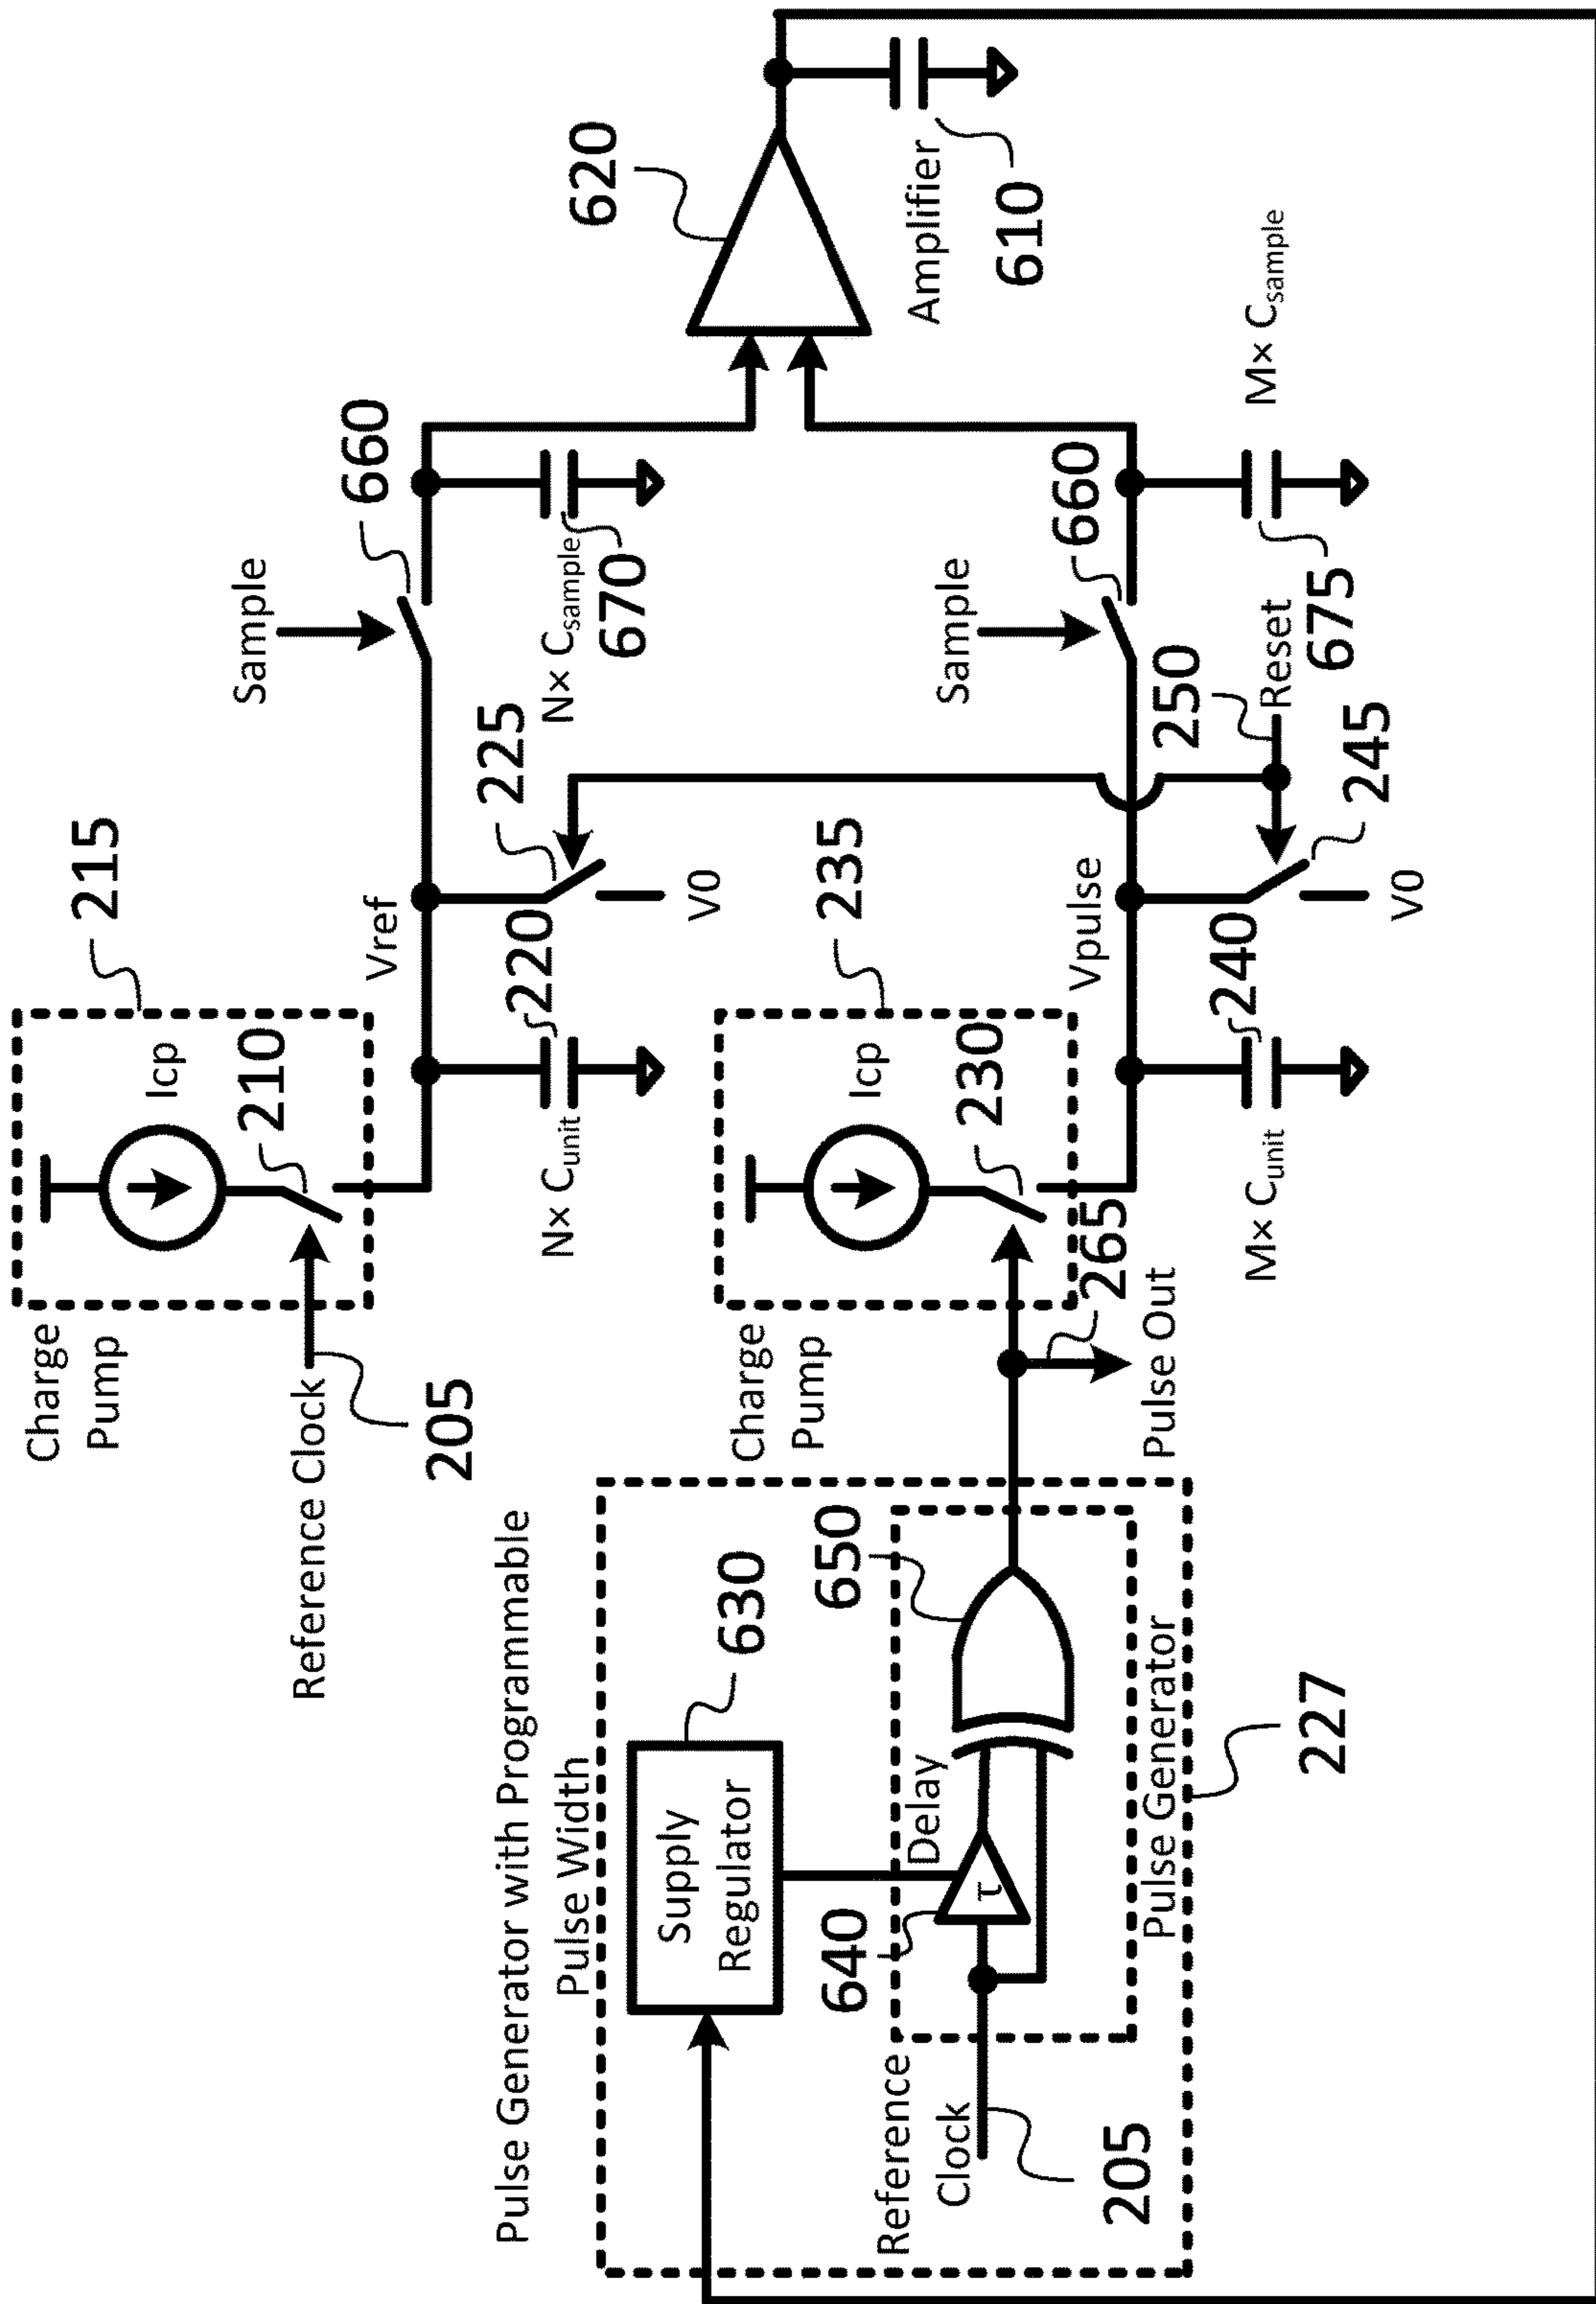 Charge
Pump
215
Icp
210
Reference Clock
205
Vref
N× Cunit
220
225
V0
Sample
660
N× Csample
670
620
Amplifier
610
Pulse Generator with Programmable
Pulse Width
Supply
Regulator
630
640
Delay
τ
650
Reference
Clock
205
Pulse Generator
227
Charge
Pump
235
Icp
230
265
Pulse Out
Vpulse
M× Cunit
240
245
V0
250
Reset
Sample
660
M× Csample
675